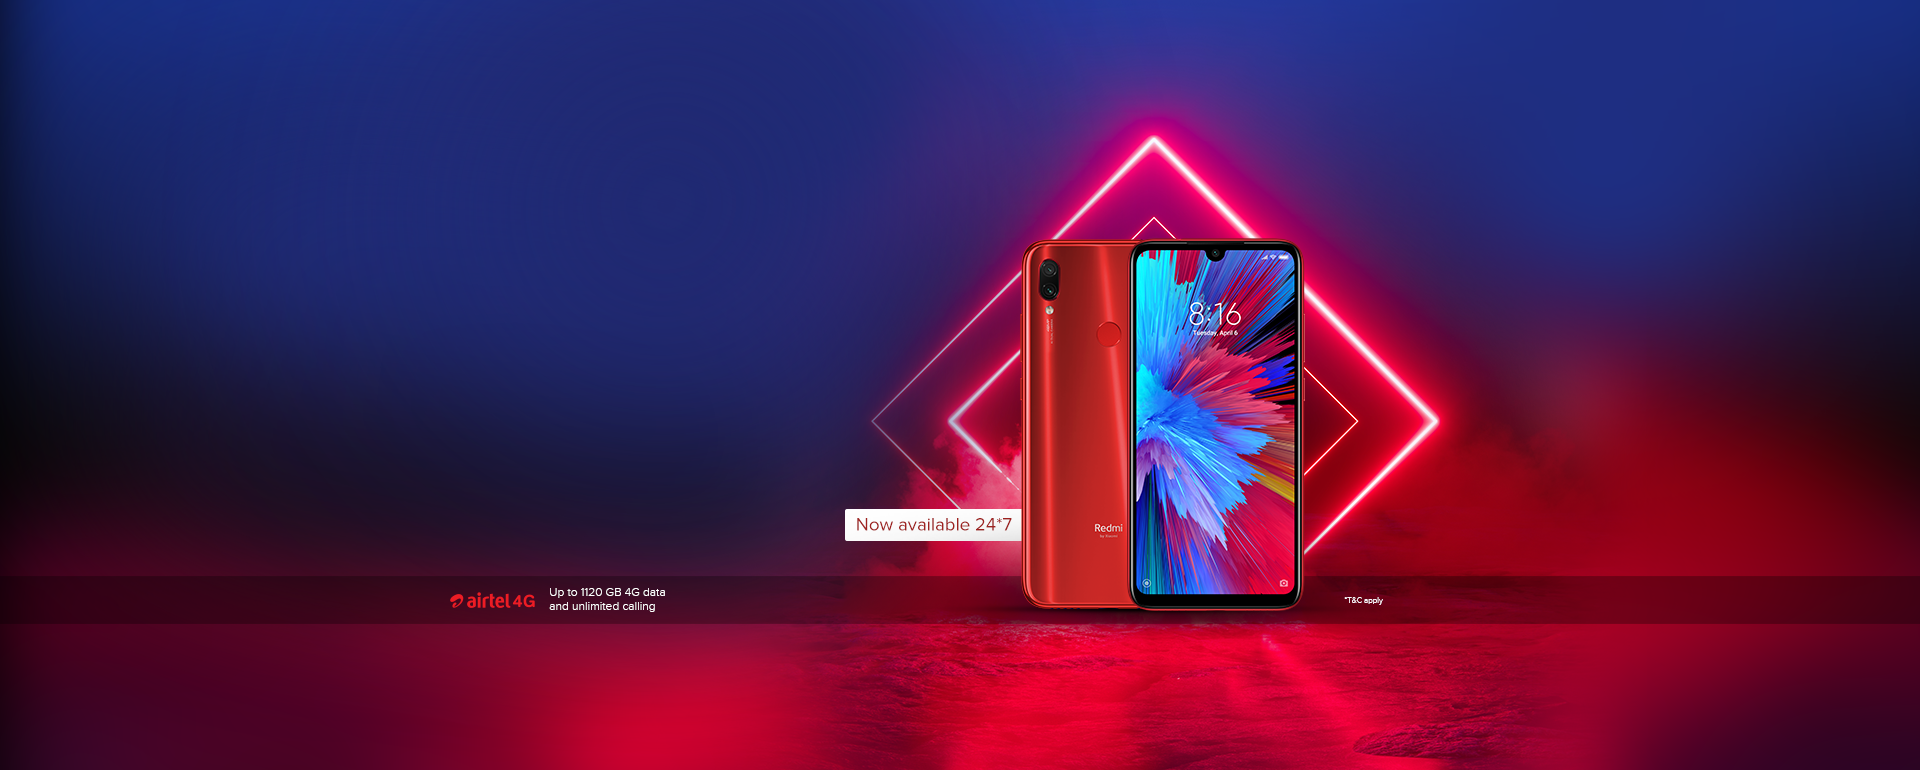 8:16
Tuesday, April 6
Now available 24*7
Redmi
by Xiaomi
airtel 4G
Up to 1120 GB 4G data
and unlimited calling
*T&C apply